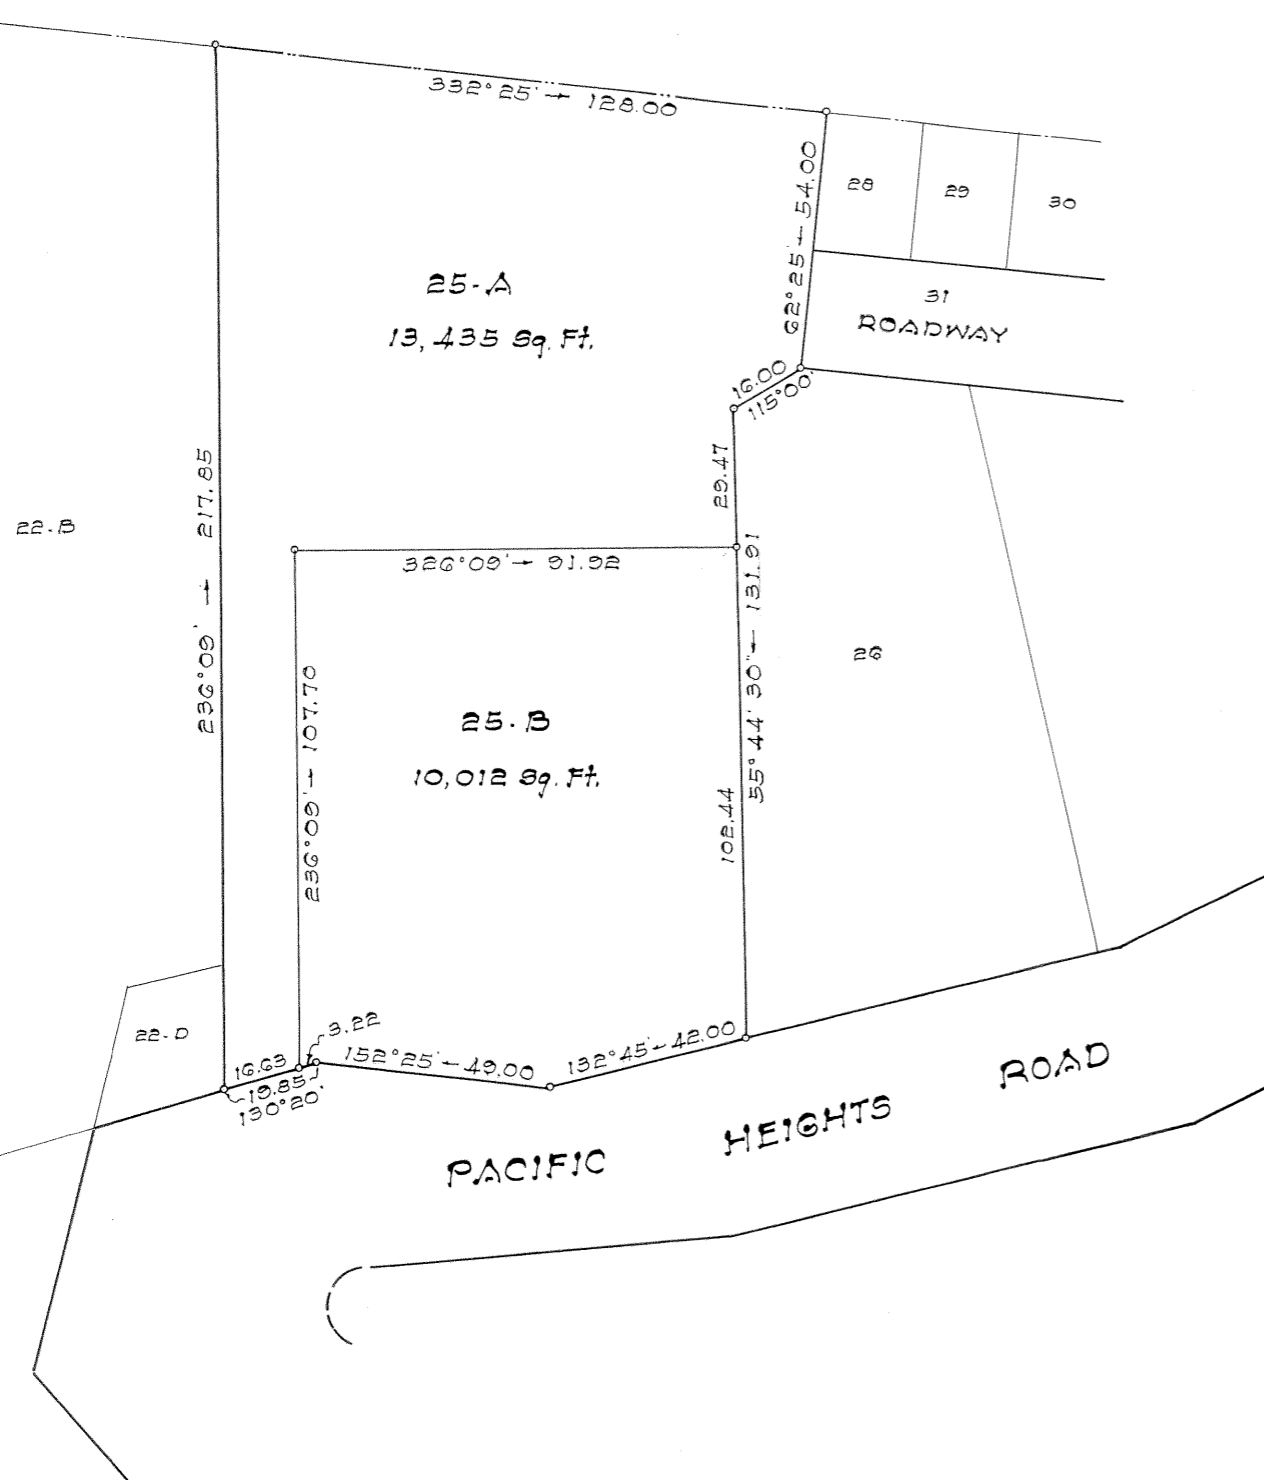 332°25' → 128.00
62°25' ← 54.00
28
29
30
31
ROADWAY
25-A
13,435 Sq. Ft.
16.00
115°00'
29.47
236°09' → 217.85
22-B
326°09' → 91.92
55°44'30" ← 131.91
26
236°09' → 107.70
25-B
10,012 Sq. Ft.
102.44
22-D
16.63
3.22
19.85
130°20'
152°25' ← 49.00
132°45' ← 42.00
PACIFIC HEIGHTS ROAD